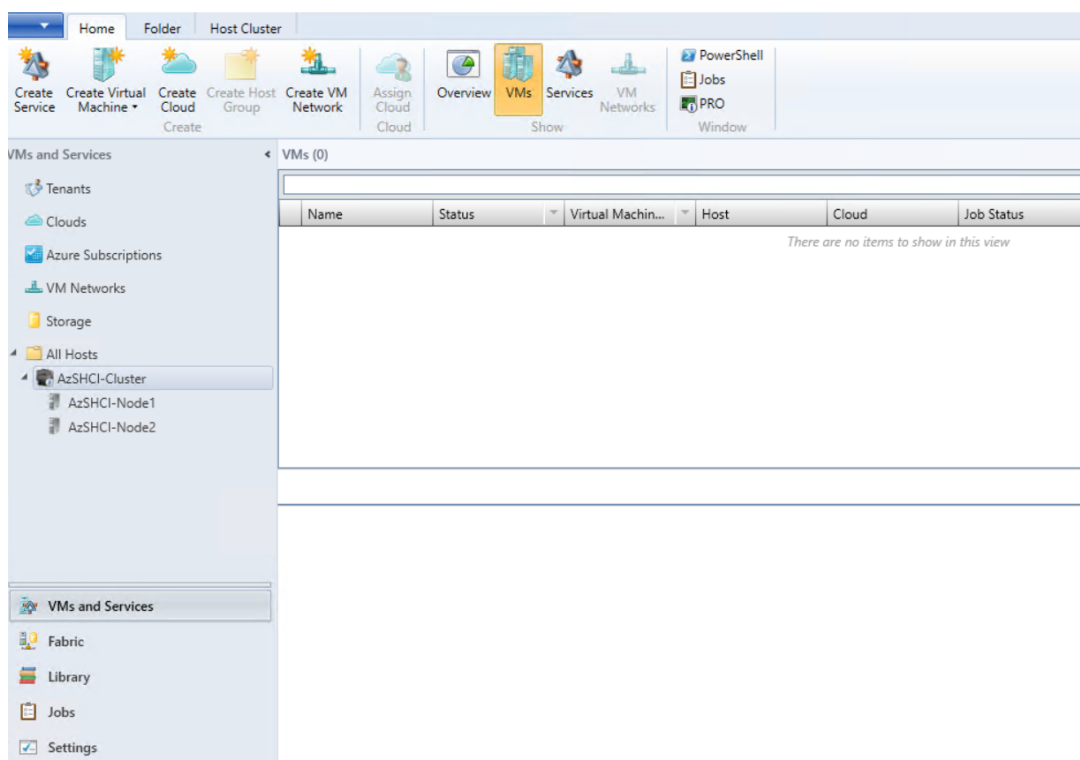 Home Folder Host Cluster
Create Service
Create Virtual Machine
Create Cloud
Create Host Group
Create VM Network
Assign Cloud
Overview
VMs
Services
VM Networks
PowerShell
Jobs
PRO
Create
Cloud
Show
Window
VMs and Services
Tenants
Clouds
Azure Subscriptions
VM Networks
Storage
All Hosts
AzSHCI-Cluster
AzSHCI-Node1
AzSHCI-Node2
VMs (0)
Name Status Virtual Machin... Host Cloud Job Status
There are no items to show in this view
VMs and Services
Fabric
Library
Jobs
Settings